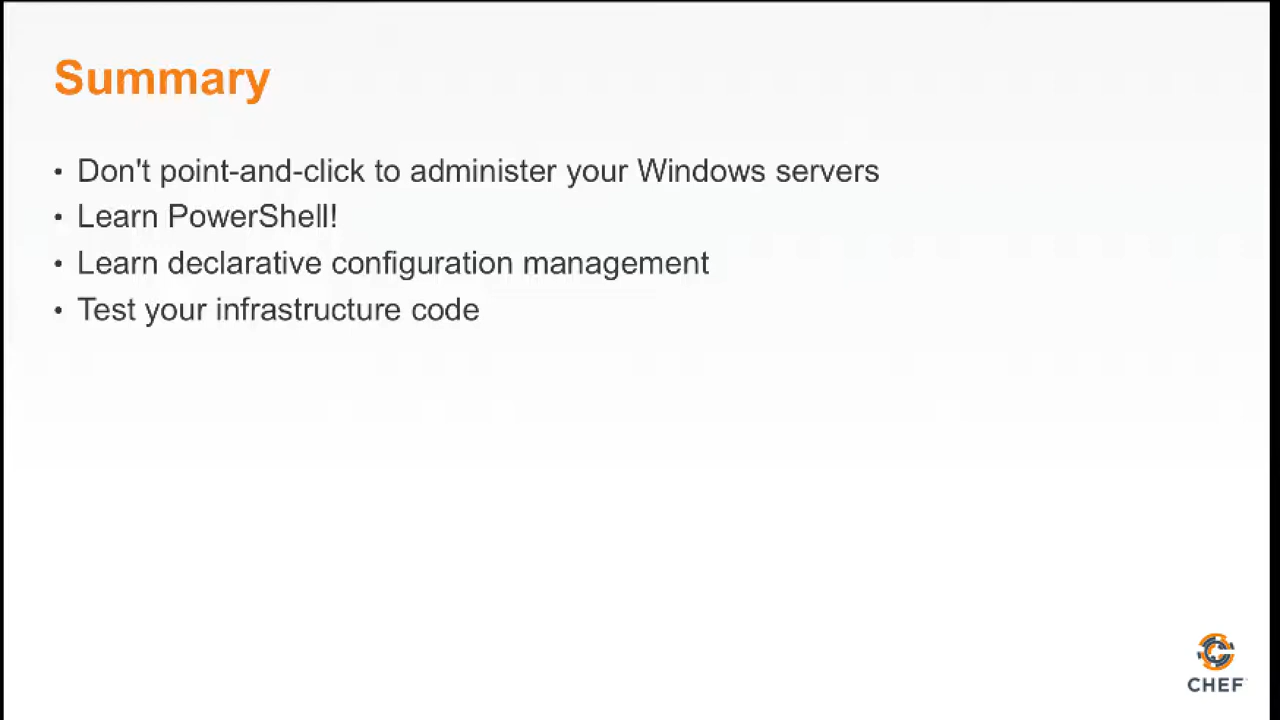 Summary
• Don't point-and-click to administer your Windows servers
• Learn PowerShell!
• Learn declarative configuration management
• Test your infrastructure code
CHEF